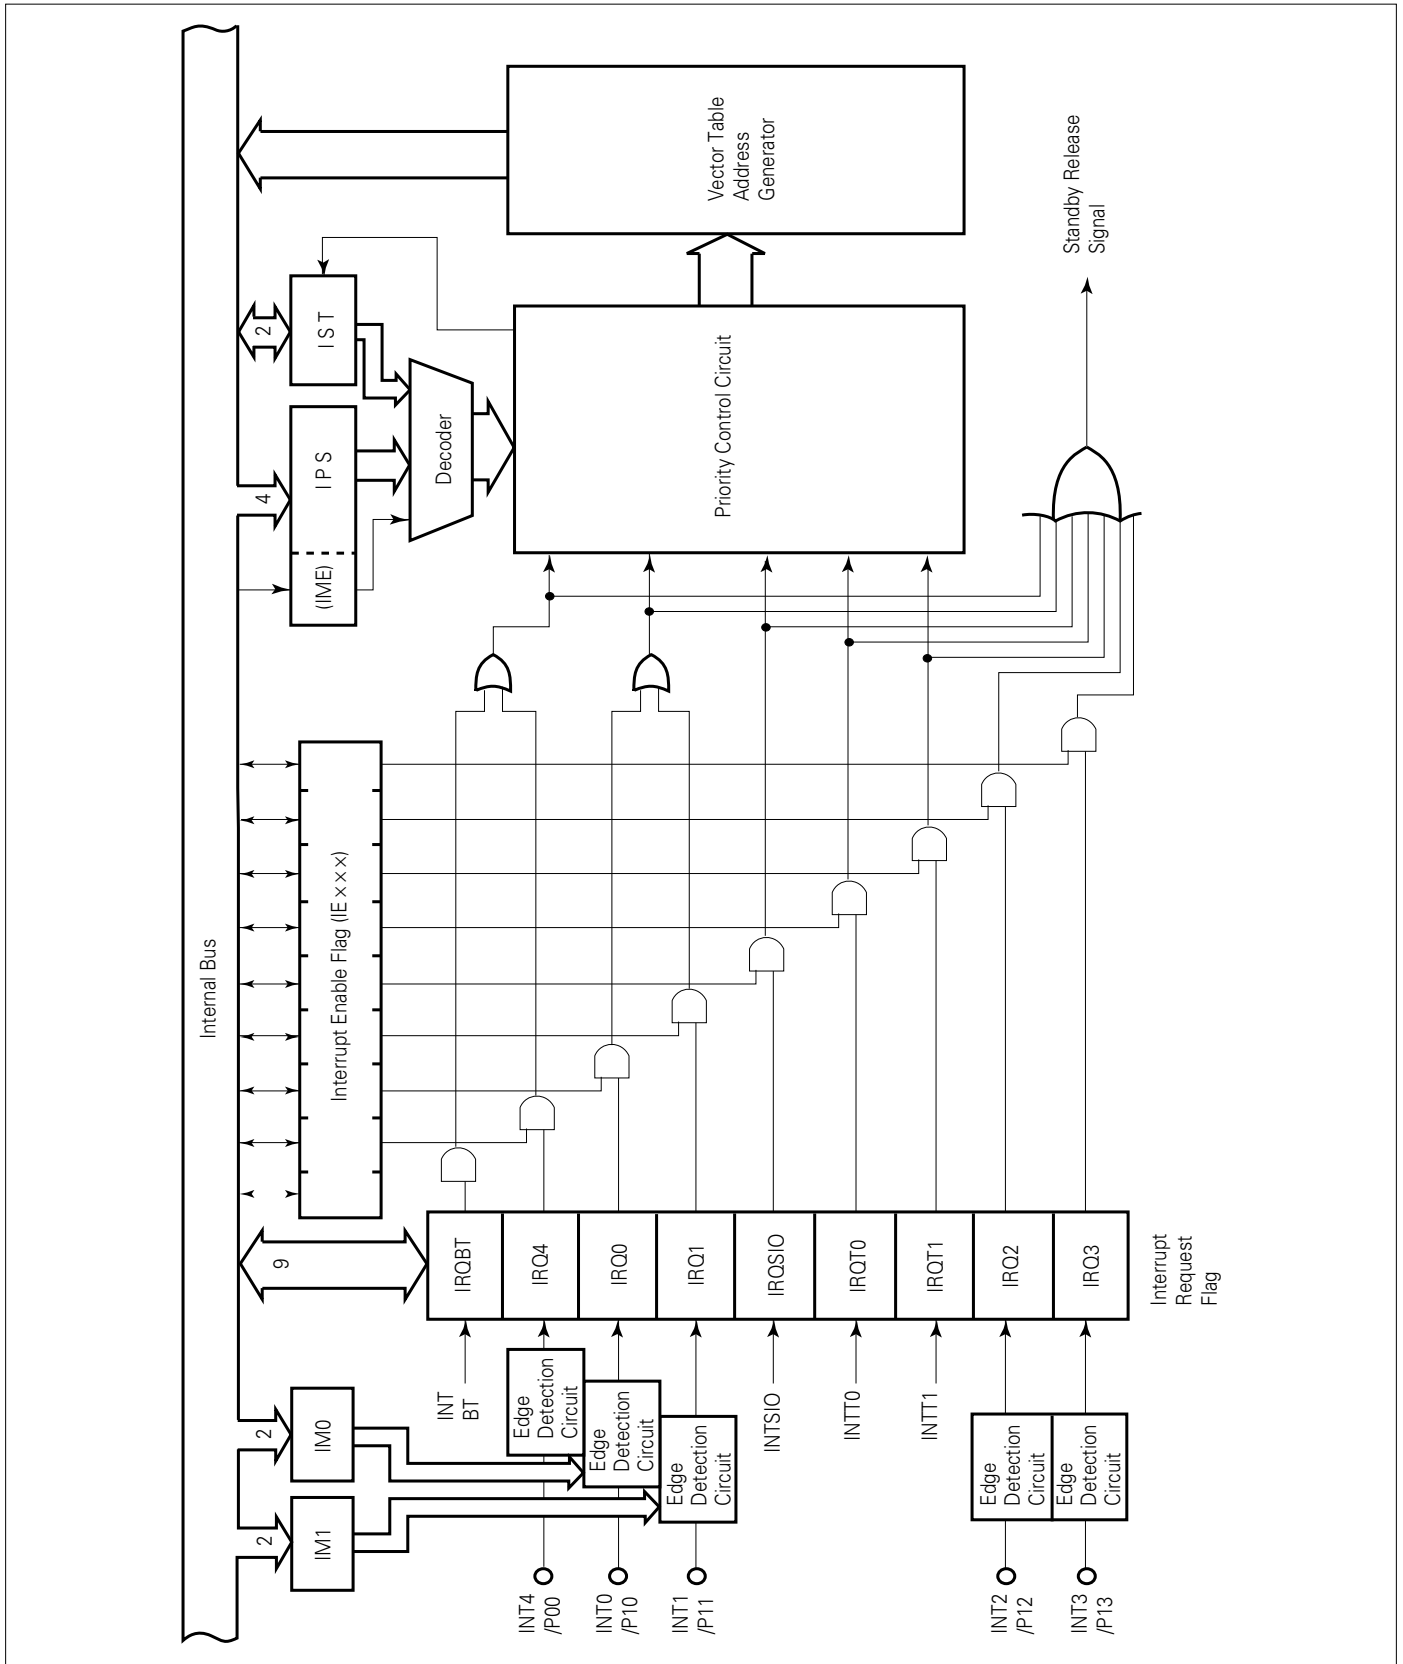 Internal Bus
2
IM1
2
IM0
9
Interrupt Enable Flag (IE × × ×)
4
(IME)
I P S
2
I S T
Decoder
INT
BT
INT4
/P00
Edge
Detection
Circuit
INT0
/P10
Edge
Detection
Circuit
INT1
/P11
Edge
Detection
Circuit
INTSIO
INTT0
INTT1
INT2
/P12
Edge
Detection
Circuit
INT3
/P13
Edge
Detection
Circuit
IRQBT
IRQ4
IRQ0
IRQ1
IRQSIO
IRQT0
IRQT1
IRQ2
IRQ3
Interrupt
Request
Flag
Priority Control Circuit
Vector Table
Address
Generator
Standby Release
Signal